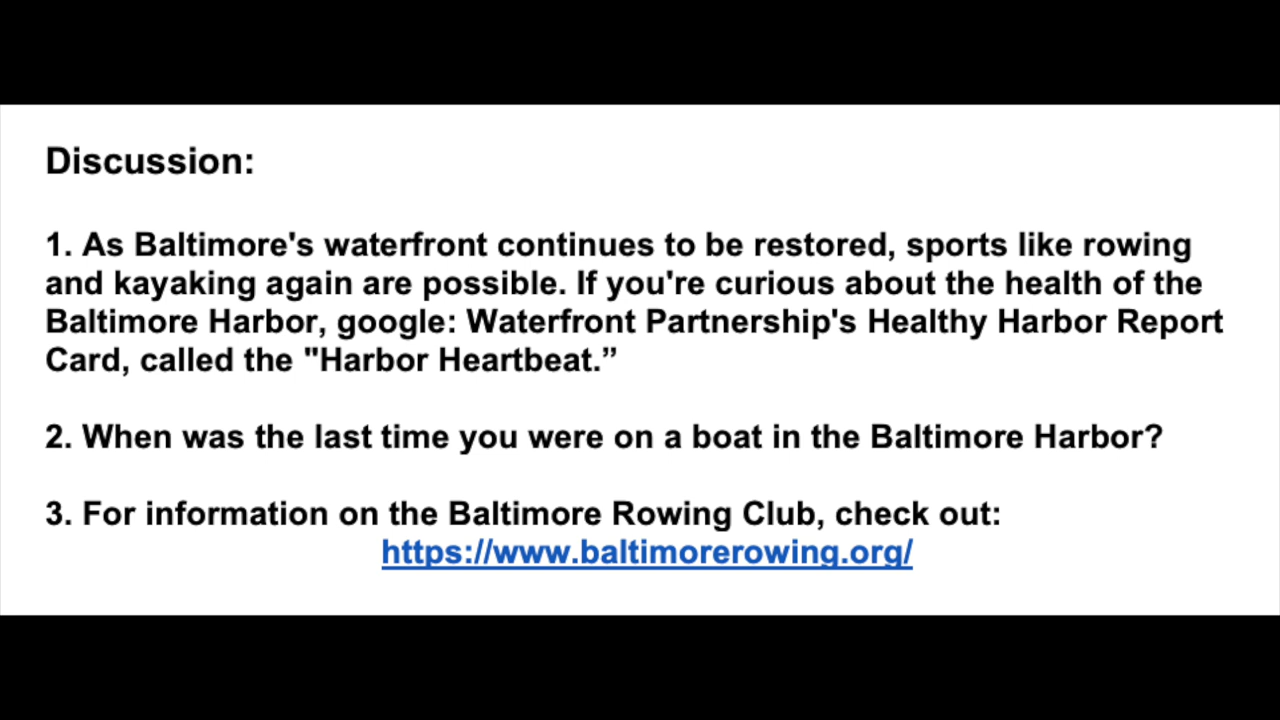 Discussion:
1. As Baltimore's waterfront continues to be restored, sports like rowing
and kayaking again are possible. If you're curious about the health of the
Baltimore Harbor, google: Waterfront Partnership's Healthy Harbor Report
Card, called the "Harbor Heartbeat.”
2. When was the last time you were on a boat in the Baltimore Harbor?
3. For information on the Baltimore Rowing Club, check out:
https://www.baltimorerowing.org/